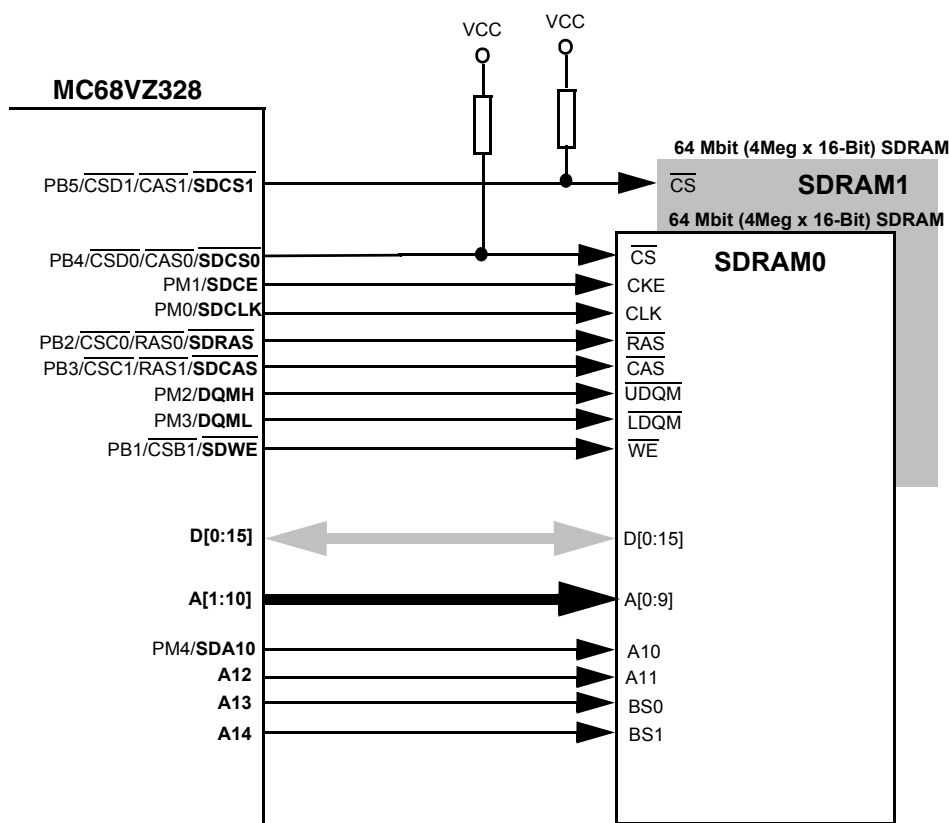 VCC
VCC
MC68VZ328
64 Mbit (4Meg x 16-Bit) SDRAM
PB5/CSD1/CAS1/SDCS1
CS
SDRAM1
64 Mbit (4Meg x 16-Bit) SDRAM
PB4/CSD0/CAS0/SDCS0
CS
SDRAM0
PM1/SDCE
CKE
PM0/SDCLK
CLK
PB2/CSC0/RAS0/SDRAS
RAS
PB3/CSC1/RAS1/SDCAS
CAS
PM2/DQMH
UDQM
PM3/DQML
LDQM
PB1/CSB1/SDWE
WE
D[0:15]
D[0:15]
A[1:10]
A[0:9]
PM4/SDA10
A10
A12
A11
A13
BS0
A14
BS1